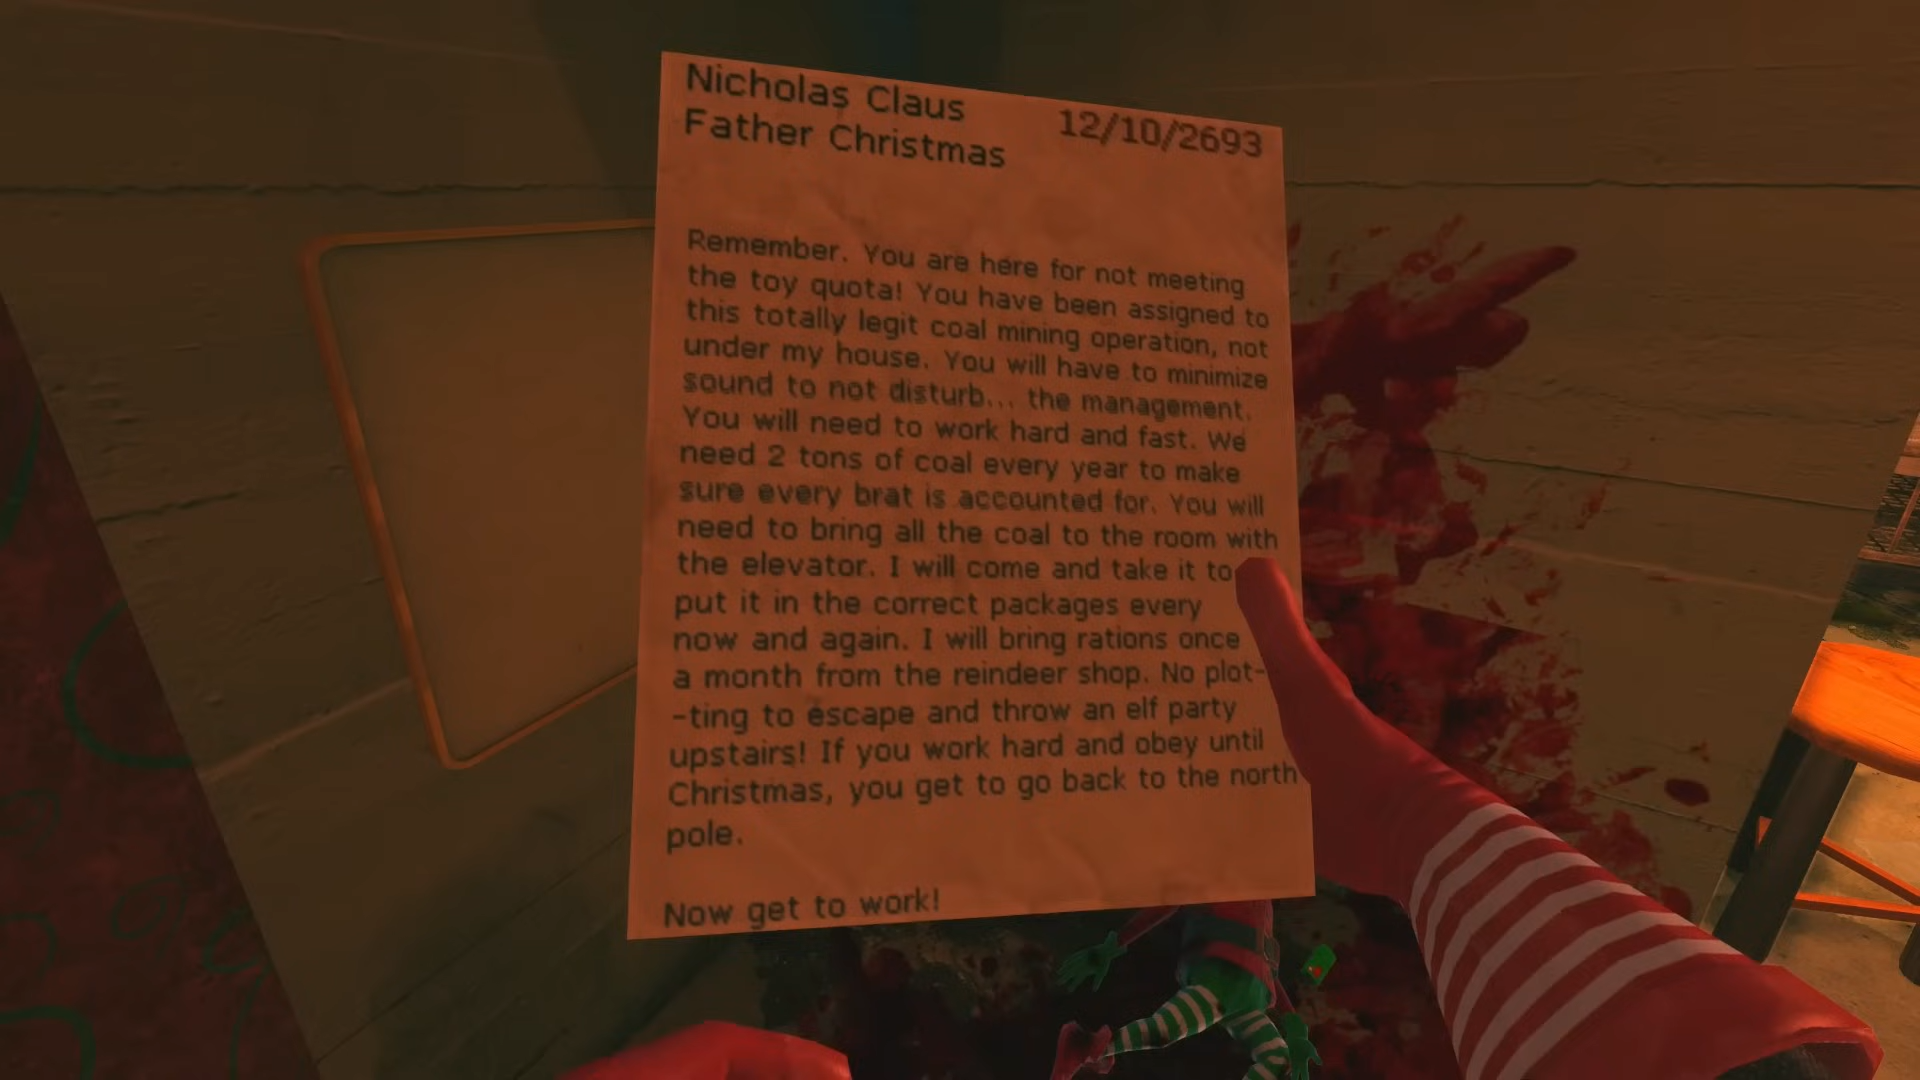 Nicholas Claus
Father Christmas
12/10/2693
Remember. You are here for not meeting
the toy quota! You have been assigned to
this totally legit coal mining operation, not
under my house. You will have to minimize
sound to not disturb... the management.
You will need to work hard and fast. We
need 2 tons of coal every year to make
sure every brat is accounted for. You will
need to bring all the coal to the room with
the elevator. I will come and take it to
put it in the correct packages every
now and again. I will bring rations once
a month from the reindeer shop. No plot-
-ting to escape and throw an elf party
upstairs! If you work hard and obey until
Christmas, you get to go back to the north
pole.
Now get to work!